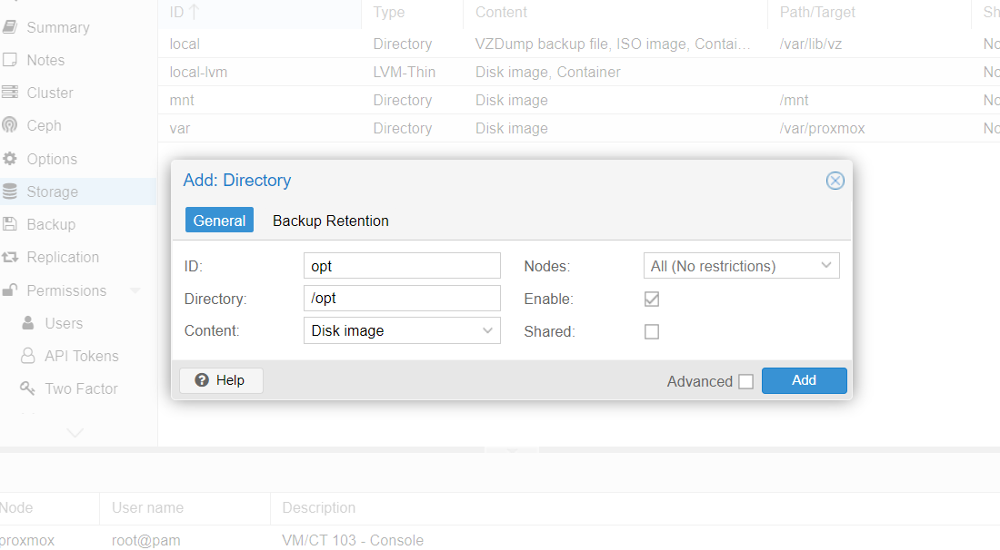 ID Type Content Path/Target Sh
Summary
local Directory VZDump backup file, ISO image, Contai... /var/lib/vz No
Notes
local-lvm LVM-Thin Disk image, Container No
Cluster
mnt Directory Disk image /mnt No
Ceph
var Directory Disk image /var/proxmox No
Options
Storage
Backup
Replication
Permissions
Users
API Tokens
Two Factor
Add: Directory
General Backup Retention
ID: opt Nodes: All (No restrictions)
Directory: /opt Enable:
Content: Disk image Shared:
Help Advanced Add
Node User name Description
proxmox root@pam VM/CT 103 - Console